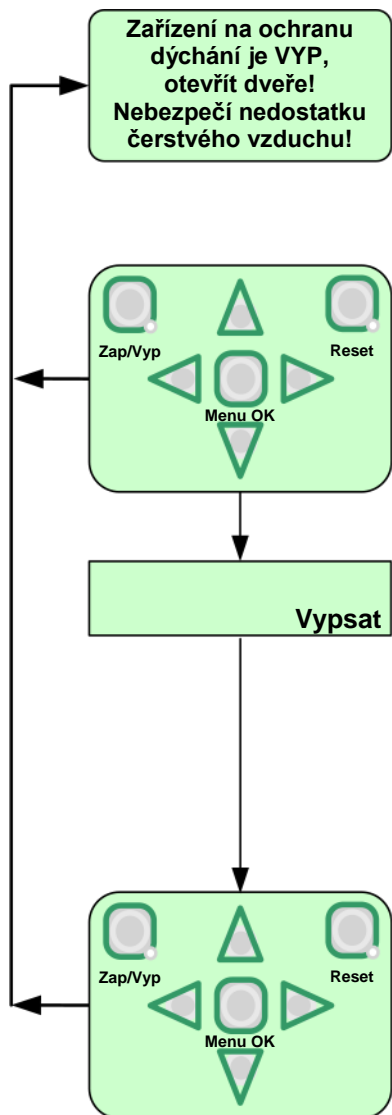 Zařízení na ochranu
dýchání je VYP,
otevřít dveře!
Nebezpečí nedostatku
čerstvého vzduchu!
Zap/Vyp
Reset
Menu OK
Vypsat
Zap/Vyp
Reset
Menu OK